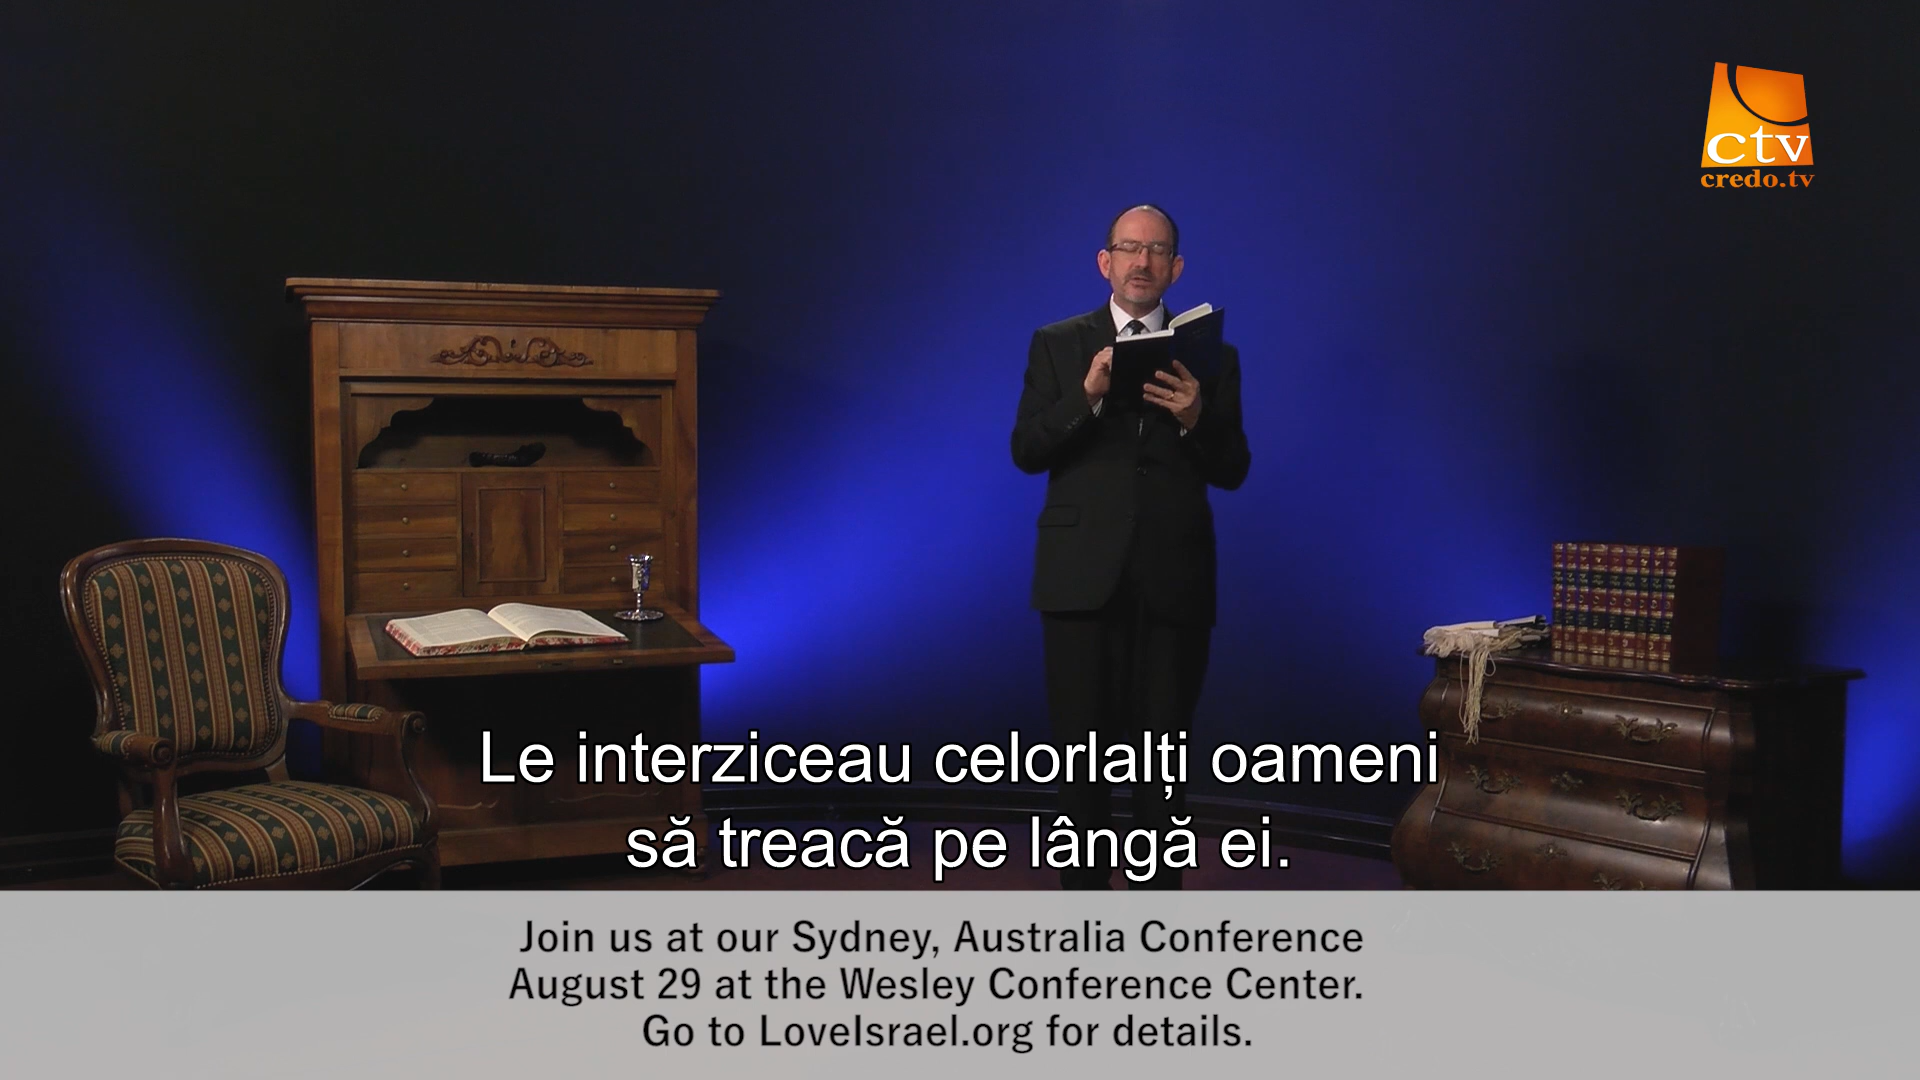 ctv
credo.tv
Le interziceau celorlalți oameni
să treacă pe lângă ei.
Join us at our Sydney, Australia Conference
August 29 at the Wesley Conference Center.
Go to LoveIsrael.org for details.